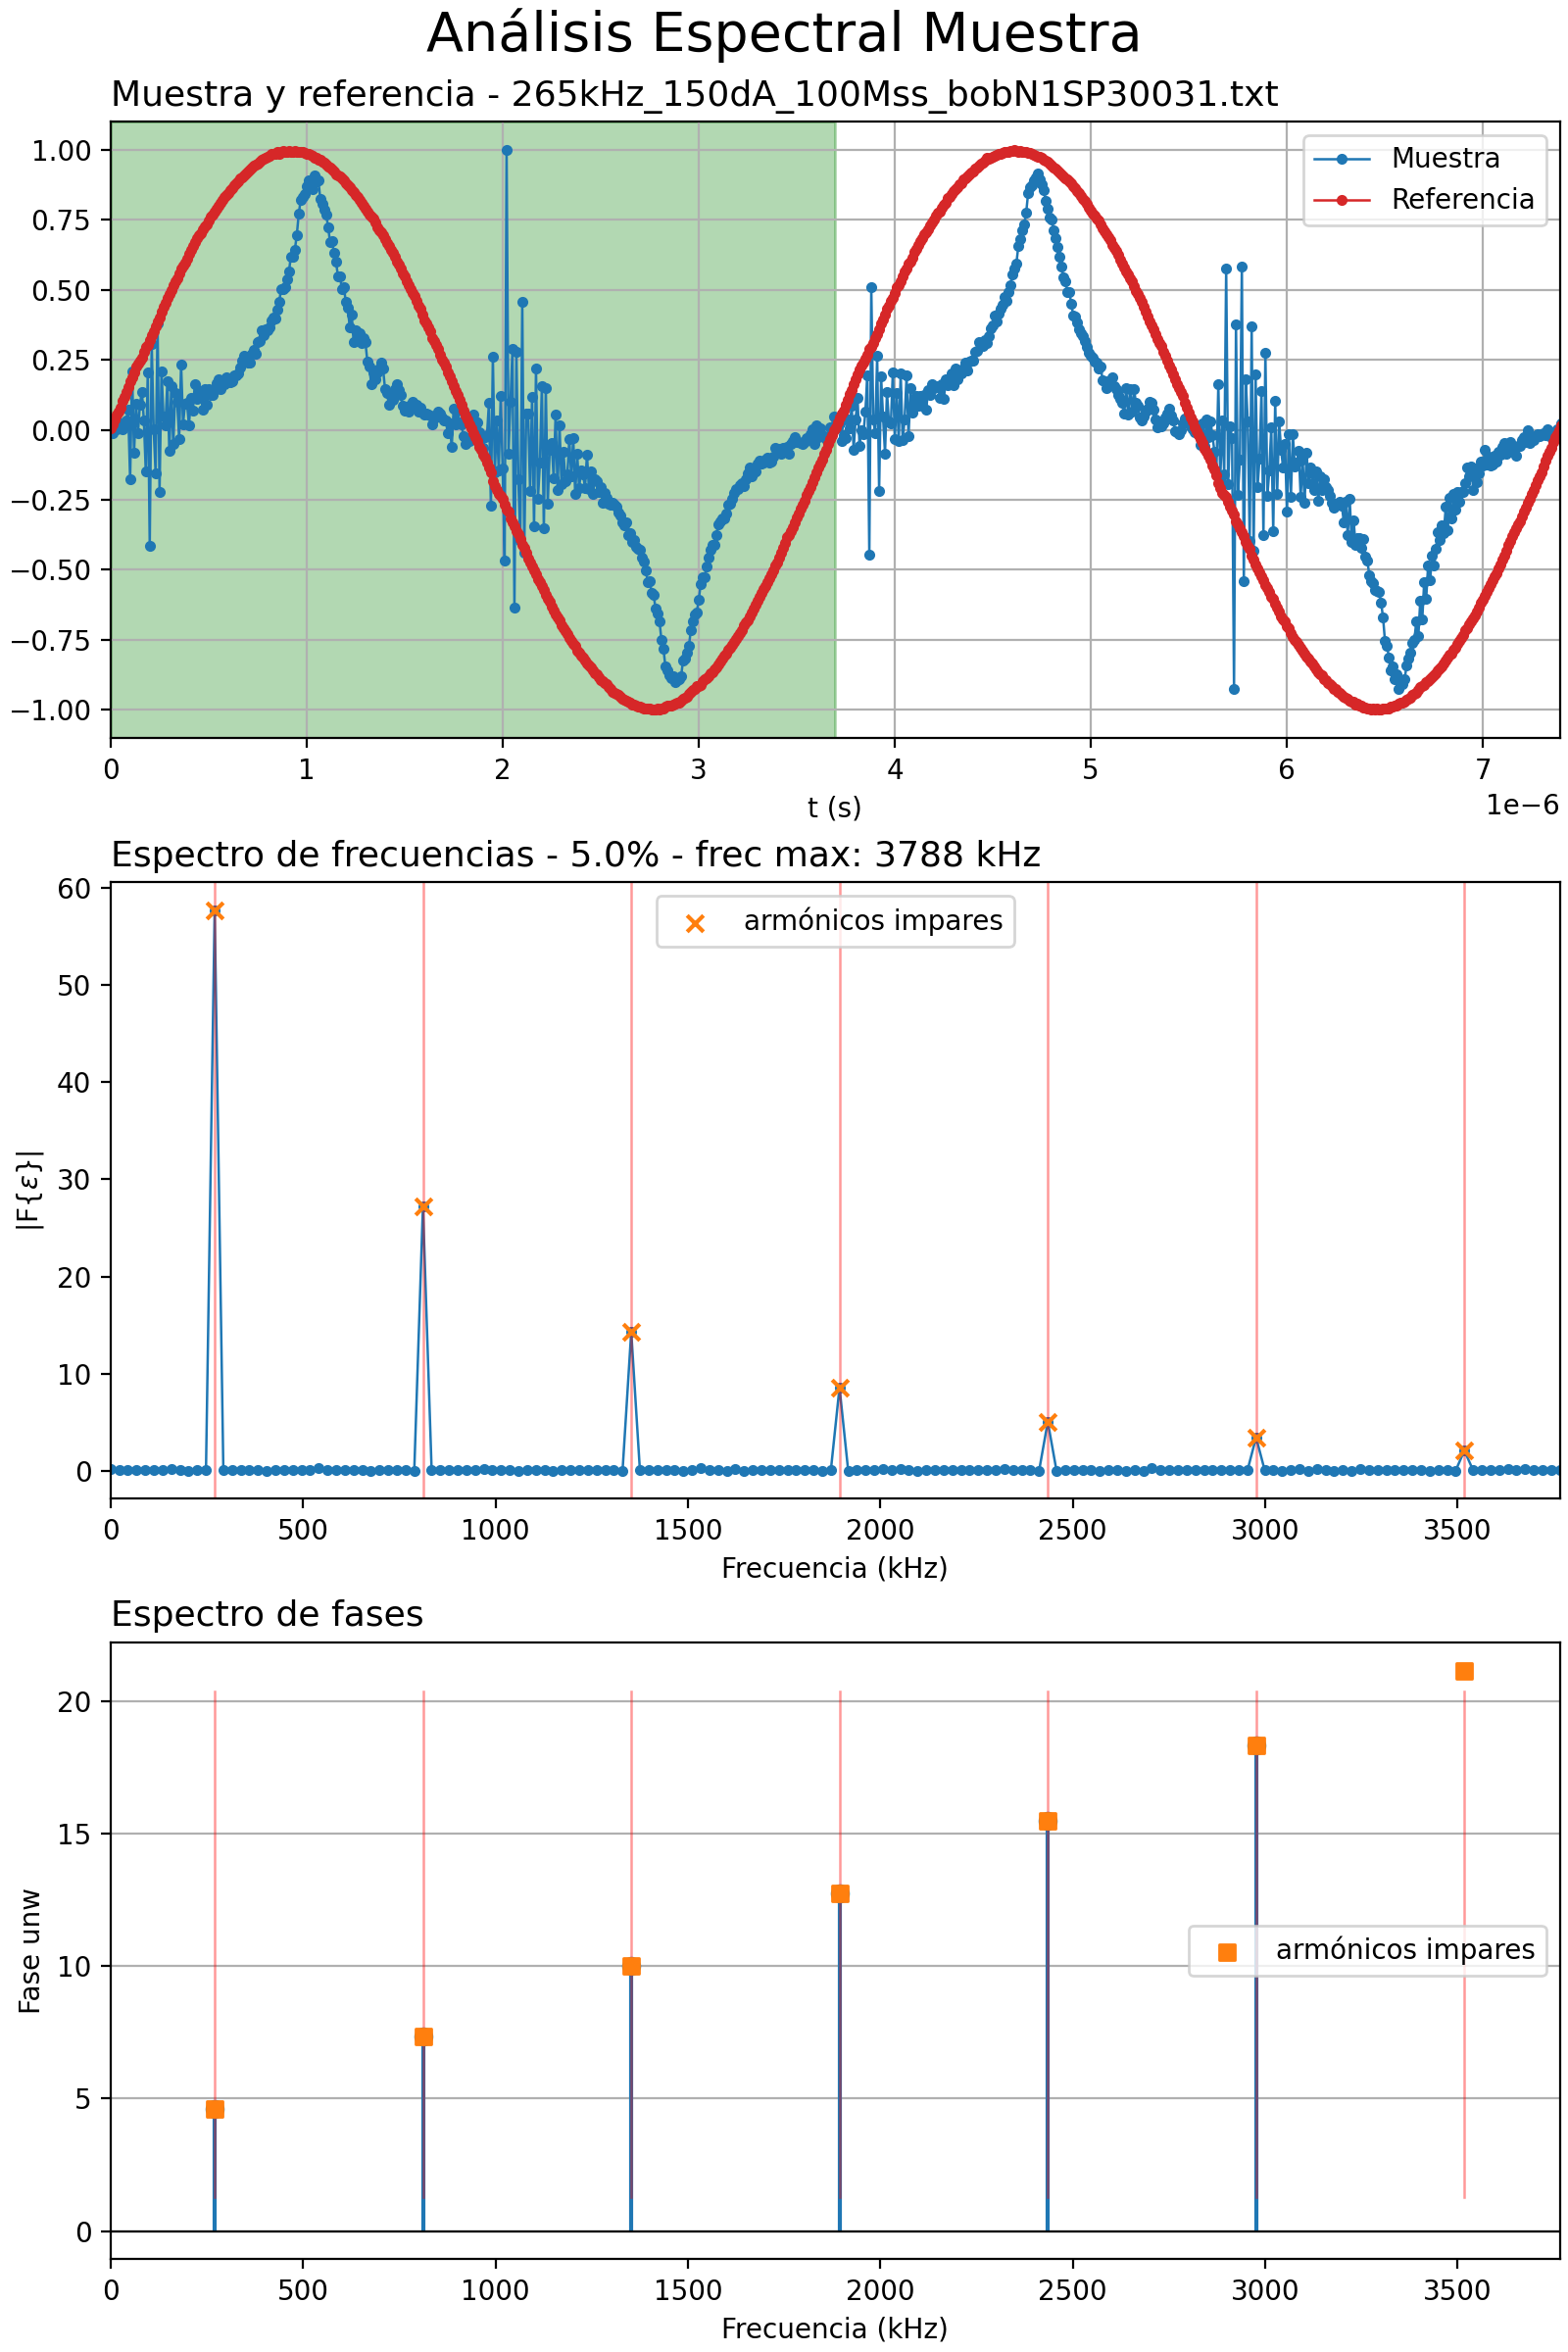 Análisis Espectral Muestra
Muestra y referencia - 265kHz_150dA_100Mss_bobN1SP30031.txt
1.00
0.75
0.50
0.25
0.00
−0.25
−0.50
−0.75
−1.00
Muestra
Referencia
0 1 2 3 4 5 6 7
t (s)
1e−6
Espectro de frecuencias - 5.0% - frec max: 3788 kHz
60
50
40
30
20
10
0
|F{ε}|
armónicos impares
0 500 1000 1500 2000 2500 3000 3500
Frecuencia (kHz)
Espectro de fases
20
15
10
5
0
Fase unw
armónicos impares
0 500 1000 1500 2000 2500 3000 3500
Frecuencia (kHz)